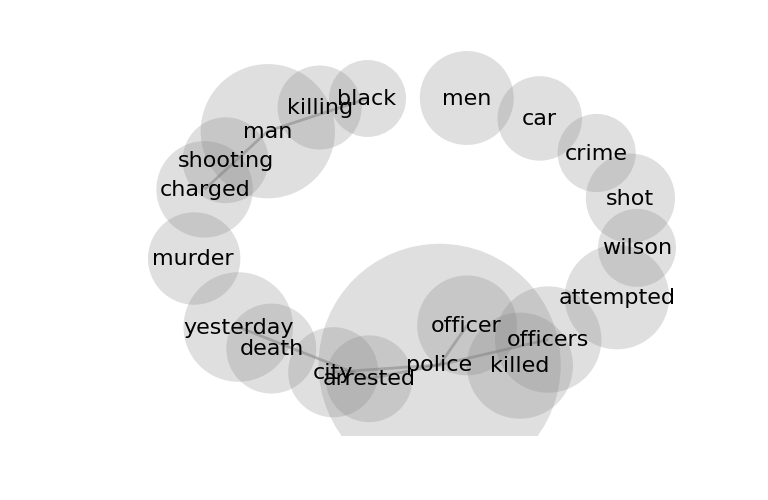 killing
black
men
man
car
shooting
crime
charged
shot
murder
wilson
attempted
yesterday
officer
death
officers
city
police
killed
arrested